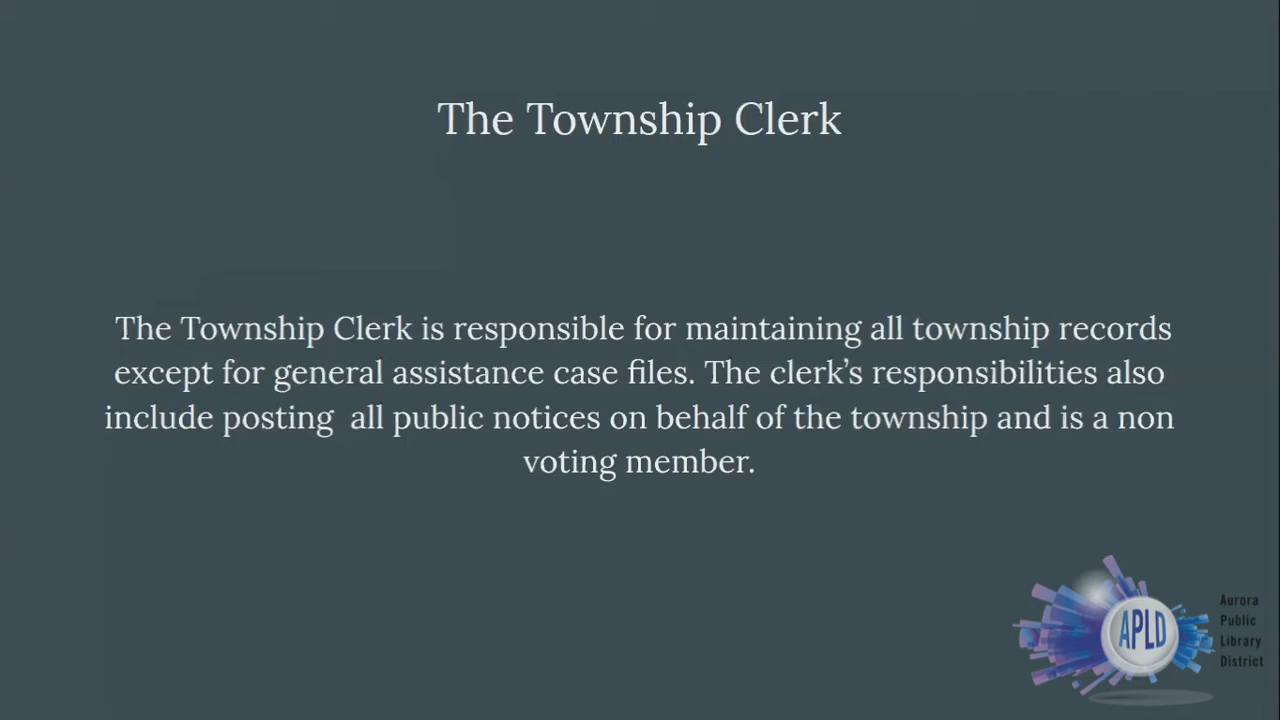 The Township Clerk
The Township Clerk is responsible for maintaining all township records
except for general assistance case files. The clerk’s responsibilities also
include posting  all public notices on behalf of the township and is a non
voting member.
APLD
Aurora
Public
Library
District